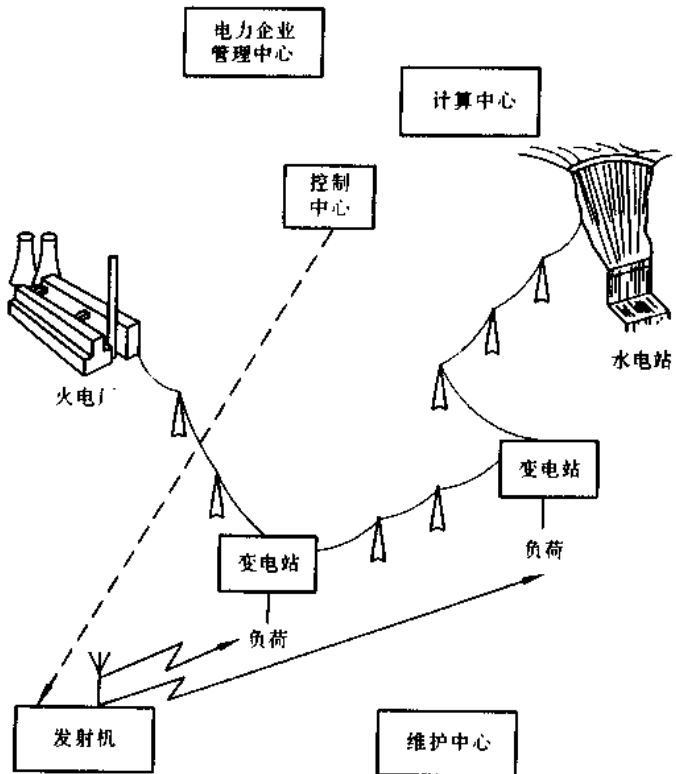 电力企业
管理中心
计算中心
控制
中心
水电站
火电厂
变电站
负荷
变电站
负荷
发射机
维护中心